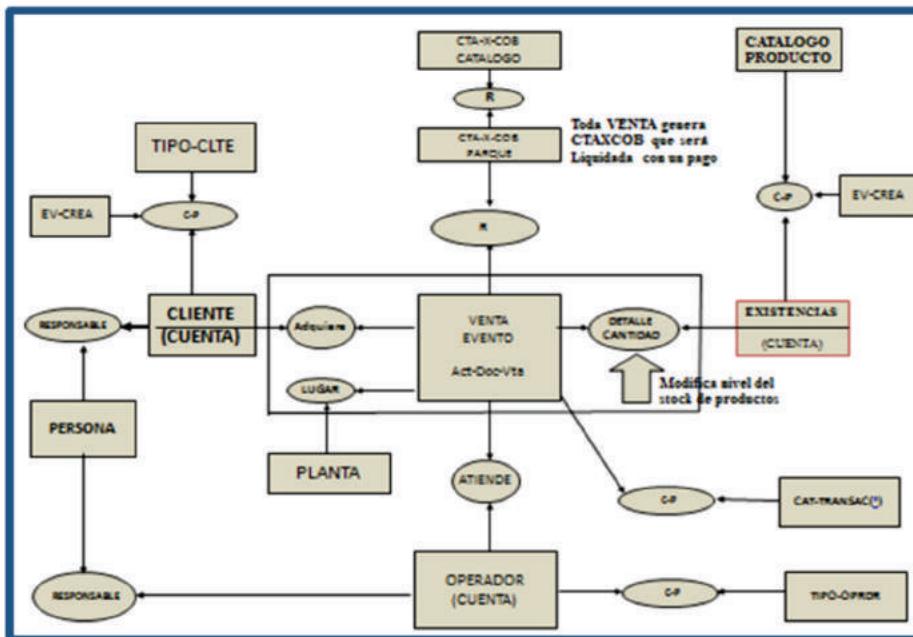 CTA-X-COB
CATALOGO
CATALOGO
PRODUCTO
R
TIPO-CLTE
CTA-X-COB
PARQUE
Toda VENTA genera
CTAXCOB que será
Liquidada con un pago
EV-CREA
C-P
C-P
EV-CREA
R
RESPONSABLE
CLIENTE
(CUENTA)
Adquiere
VENTA
EVENTO
Act-Doc-Vta
DETALLE
CANTIDAD
EXISTENCIAS
(CUENTA)
LUGAR
Modifica nivel del
stock de productos
PERSONA
PLANTA
ATIENDE
C-P
CAT-TRANSAC(*)
RESPONSABLE
OPERADOR
(CUENTA)
C-P
TIPO-OPRDR